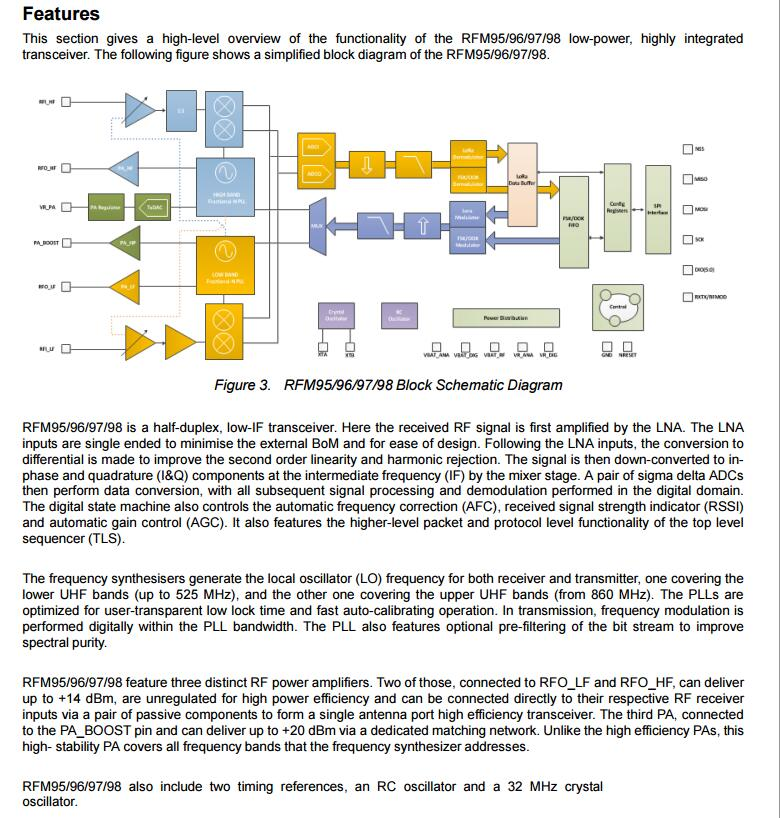 Features
This section gives a high-level overview of the functionality of the RFM95/96/97/98 low-power, highly integrated
transceiver. The following figure shows a simplified block diagram of the RFM95/96/97/98.
RFI_HF
RFO_HF
PA_HF
VR_PA
PA Regulator
PA_BOOST
PA_HP
RFO_LF
PA_LF
RFI_LF
HIGH BAND
Fractional-N PLL
LOW BAND
Fractional-N PLL
ADCI
ADCQ
MUX
LoRa
Demodulator
FSK/OOK
Demodulator
Lora
Modulator
FSK/OOK
Modulator
LoRa
Data Buffer
FSK/OOK
FIFO
Config
Registers
SPI
Interface
NSS
MISO
MOSI
SCK
DIO(5:0)
RXTX/RFMOD
Crystal
Oscillator
RC
Oscillator
Power Distribution
Control
XTA
XTB
VBAT_ANA
VBAT_DIG
VBAT_RF
VR_ANA
VR_DIG
GND
NRESET
Figure 3. RFM95/96/97/98 Block Schematic Diagram
RFM95/96/97/98 is a half-duplex, low-IF transceiver. Here the received RF signal is first amplified by the LNA. The LNA
inputs are single ended to minimise the external BoM and for ease of design. Following the LNA inputs, the conversion to
differential is made to improve the second order linearity and harmonic rejection. The signal is then down-converted to in-
phase and quadrature (I&Q) components at the intermediate frequency (IF) by the mixer stage. A pair of sigma delta ADCs
then perform data conversion, with all subsequent signal processing and demodulation performed in the digital domain.
The digital state machine also controls the automatic frequency correction (AFC), received signal strength indicator (RSSI)
and automatic gain control (AGC). It also features the higher-level packet and protocol level functionality of the top level
sequencer (TLS).
The frequency synthesisers generate the local oscillator (LO) frequency for both receiver and transmitter, one covering the
lower UHF bands (up to 525 MHz), and the other one covering the upper UHF bands (from 860 MHz). The PLLs are
optimized for user-transparent low lock time and fast auto-calibrating operation. In transmission, frequency modulation is
performed digitally within the PLL bandwidth. The PLL also features optional pre-filtering of the bit stream to improve
spectral purity.
RFM95/96/97/98 feature three distinct RF power amplifiers. Two of those, connected to RFO_LF and RFO_HF, can deliver
up to +14 dBm, are unregulated for high power efficiency and can be connected directly to their respective RF receiver
inputs via a pair of passive components to form a single antenna port high efficiency transceiver. The third PA, connected
to the PA_BOOST pin and can deliver up to +20 dBm via a dedicated matching network. Unlike the high efficiency PAs, this
high- stability PA covers all frequency bands that the frequency synthesizer addresses.
RFM95/96/97/98 also include two timing references, an RC oscillator and a 32 MHz crystal
oscillator.